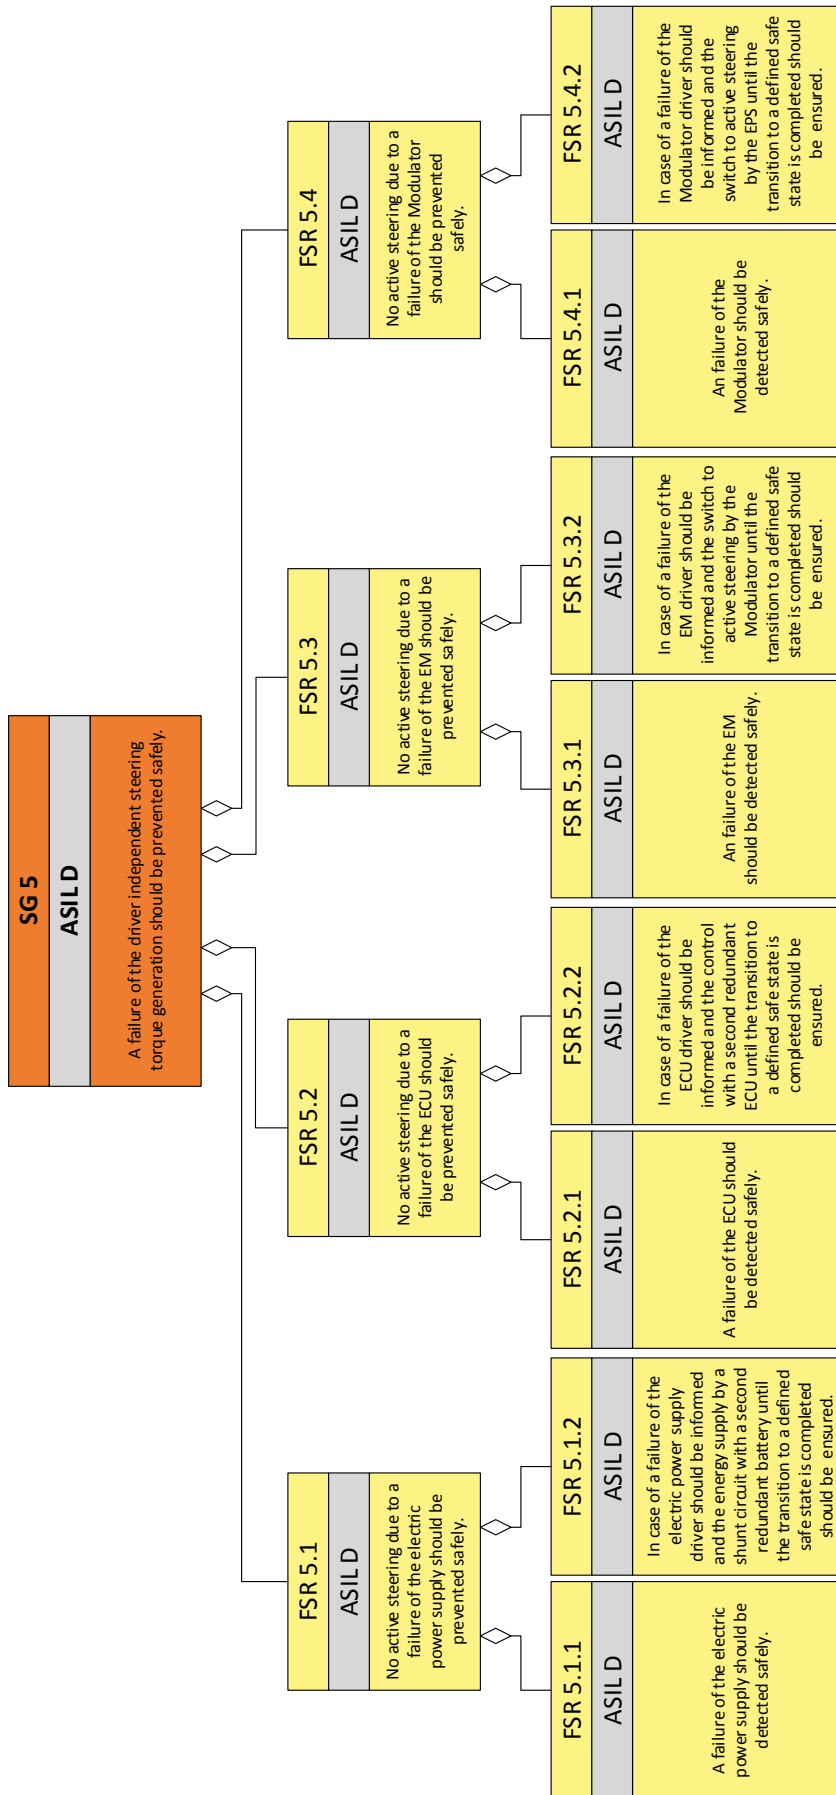 SG 5
ASIL D
A failure of the driver independent steering
torque generation should be prevented safely.
FSR 5.1
ASIL D
No active steering due to a
failure of the electric
power supply should be
prevented safely.
FSR 5.2
ASIL D
No active steering due to a
failure of the ECU should
be prevented safely.
FSR 5.3
ASIL D
No active steering due to a
failure of the EM should be
prevented safely.
FSR 5.4
ASIL D
No active steering due to a
failure of the Modulator
should be prevented
safely.
FSR 5.1.1
ASIL D
A failure of the electric
power supply should be
detected safely.
FSR 5.1.2
ASIL D
In case of a failure of the
electric power supply
driver should be informed
and the energy supply by a
shunt circuit with a second
redundant battery until
the transition to a defined
safe state is completed
should be ensured.
FSR 5.2.1
ASIL D
A failure of the ECU should
be detected safely.
FSR 5.2.2
ASIL D
In case of a failure of the
ECU driver should be
informed and the control
with a second redundant
ECU until the transition to
a defined safe state is
completed should be
ensured.
FSR 5.3.1
ASIL D
An failure of the EM
should be detected safely.
FSR 5.3.2
ASIL D
In case of a failure of the
EM driver should be
informed and the switch to
active steering by the
Modulator until the
transition to a defined safe
state is completed should
be ensured.
FSR 5.4.1
ASIL D
An failure of the
Modulator should be
detected safely.
FSR 5.4.2
ASIL D
In case of a failure of the
Modulator driver should
be informed and the
switch to active steering
by the EPS until the
transition to a defined safe
state is completed should
be ensured.